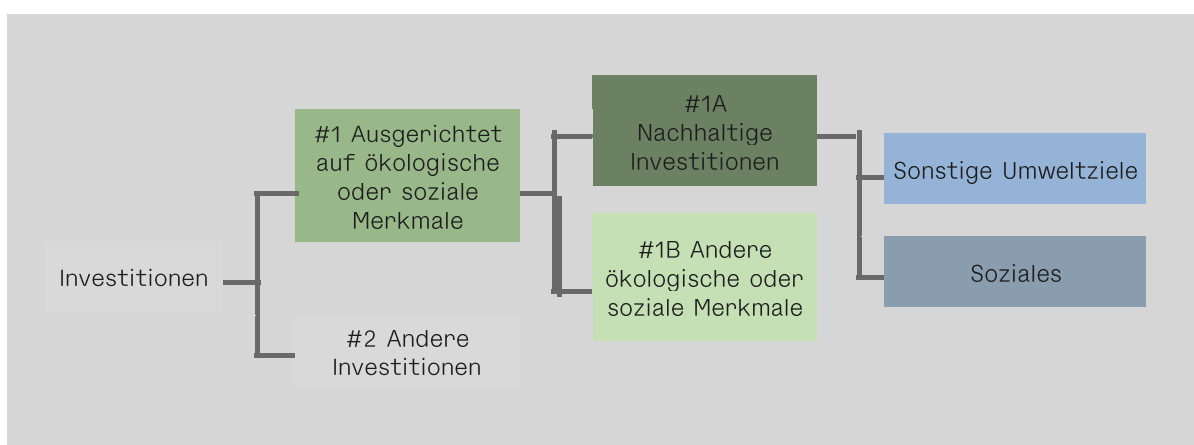 Investitionen
#1 Ausgerichtet
auf ökologische
oder soziale
Merkmale
#2 Andere
Investitionen
#1A
Nachhaltige
Investitionen
#1B Andere
ökologische oder
soziale Merkmale
Sonstige Umweltziele
Soziales